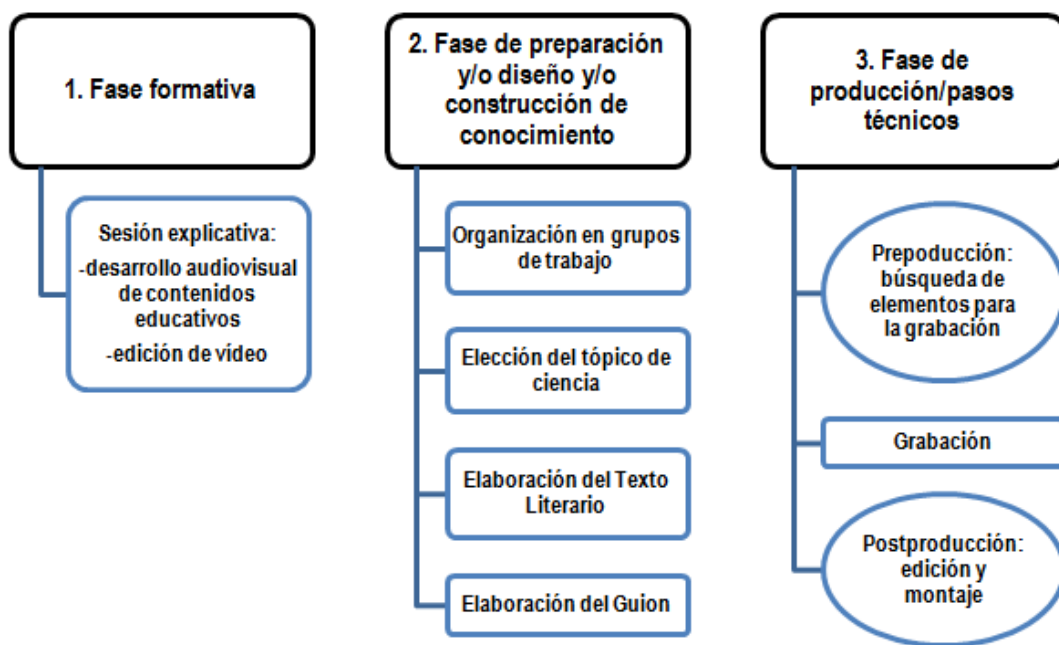 1. Fase formativa
Sesión explicativa:
-desarrollo audiovisual
de contenidos
educativos
-edición de vídeo
2. Fase de preparación
y/o diseño y/o
construcción de
conocimiento
Organización en grupos
de trabajo
Elección del tópico de
ciencia
Elaboración del Texto
Literario
Elaboración del Guion
3. Fase de
producción/pasos
técnicos
Prepoducción:
búsqueda de
elementos para
la grabación
Grabación
Postproducción:
edición y
montaje